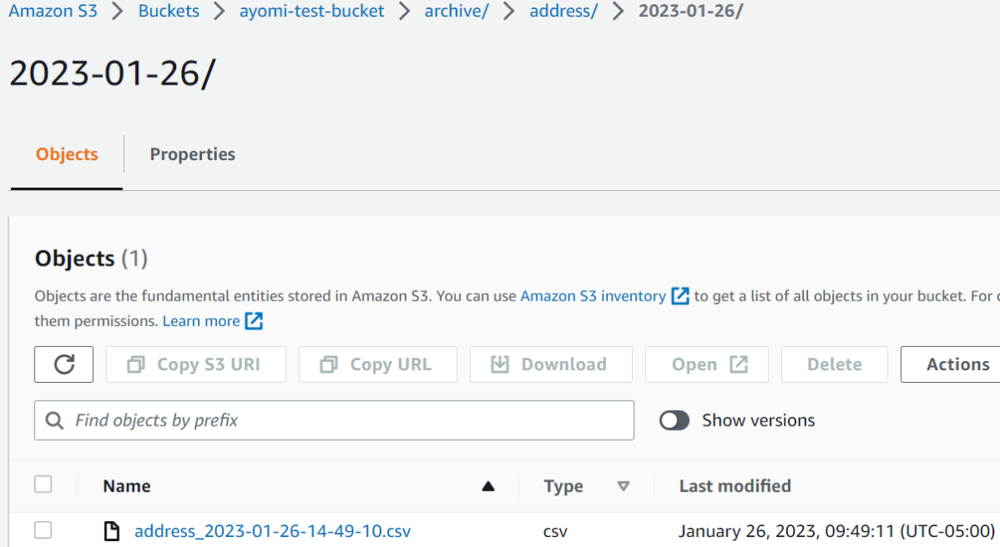 Amazon S3 > Buckets > ayomi-test-bucket > archive/ > address/ > 2023-01-26/
2023-01-26/
Objects Properties
Objects (1)
Objects are the fundamental entities stored in Amazon S3. You can use Amazon S3 inventory to get a list of all objects in your bucket. For
them permissions. Learn more
Copy S3 URI Copy URL Download Open Delete Actions
Find objects by prefix Show versions
Name Type Last modified
address_2023-01-26-14-49-10.csv csv January 26, 2023, 09:49:11 (UTC-05:00)